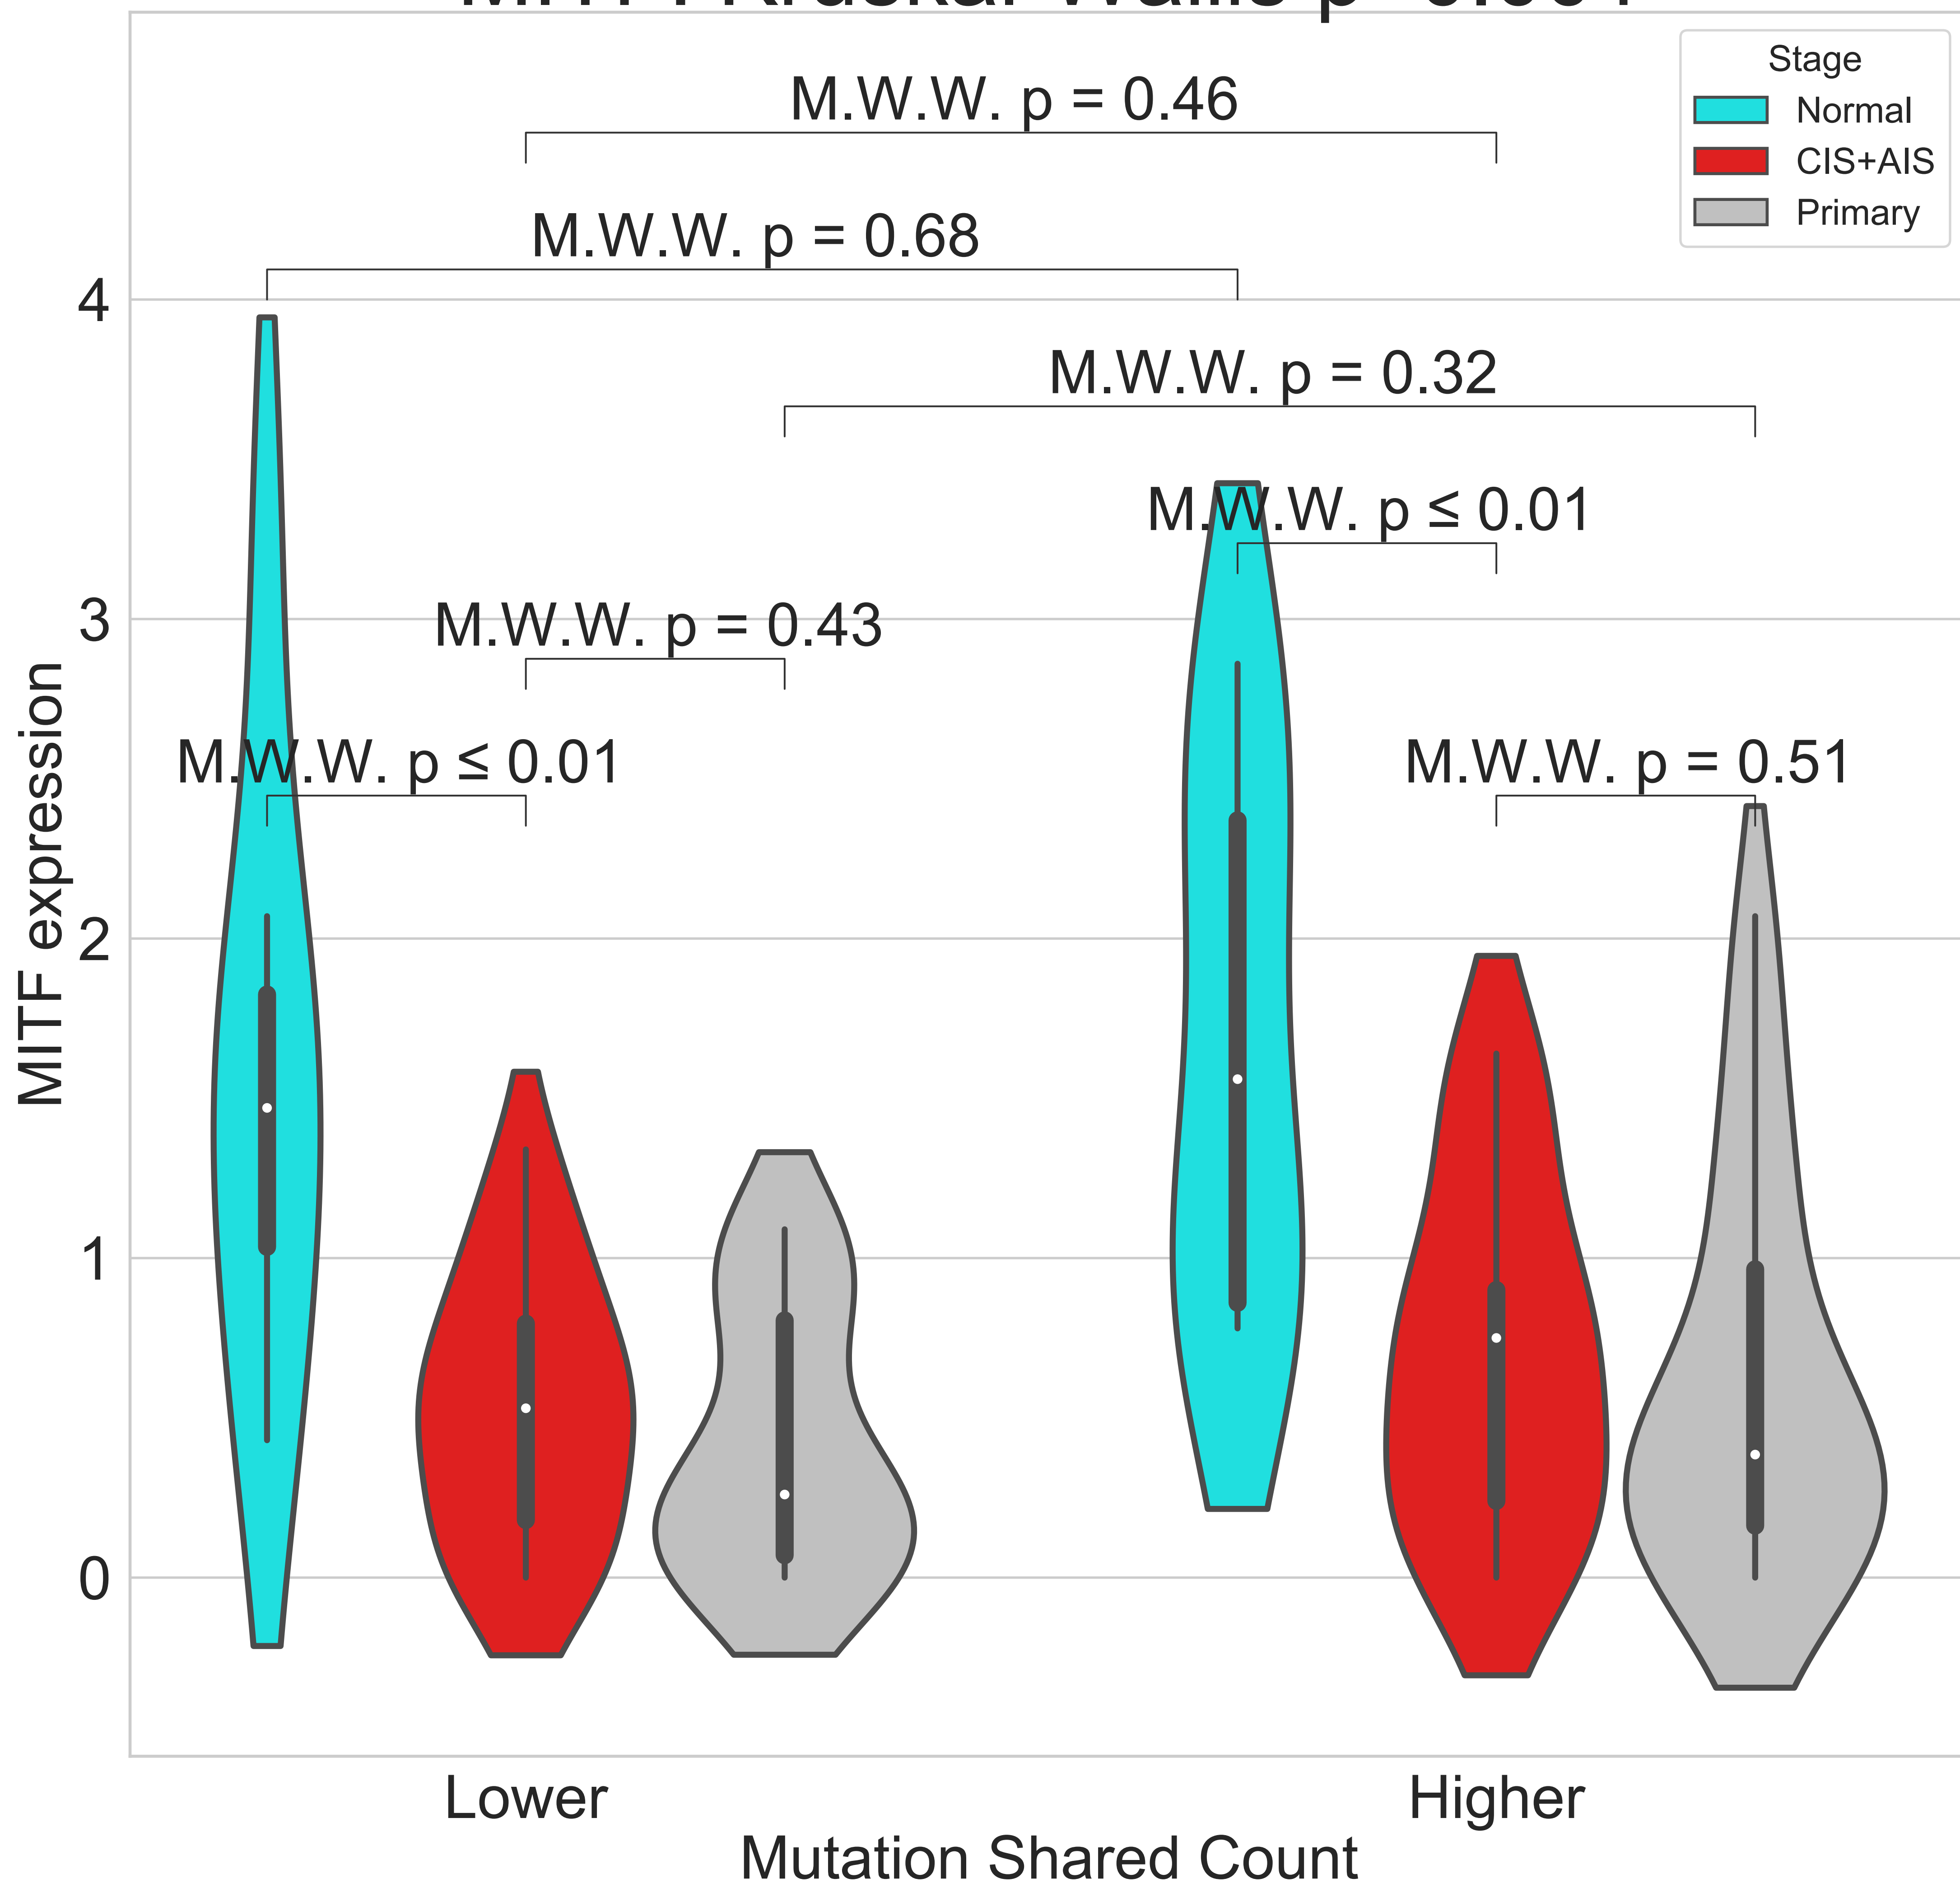 Stage
Normal
CIS+AIS
Primary
M.W.W. p = 0.46
M.W.W. p = 0.68
M.W.W. p = 0.32
M.W.W. p ≤ 0.01
M.W.W. p = 0.43
M.W.W. p ≤ 0.01
M.W.W. p = 0.51
4
3
2
1
0
MITF expression
Lower
Higher
Mutation Shared Count